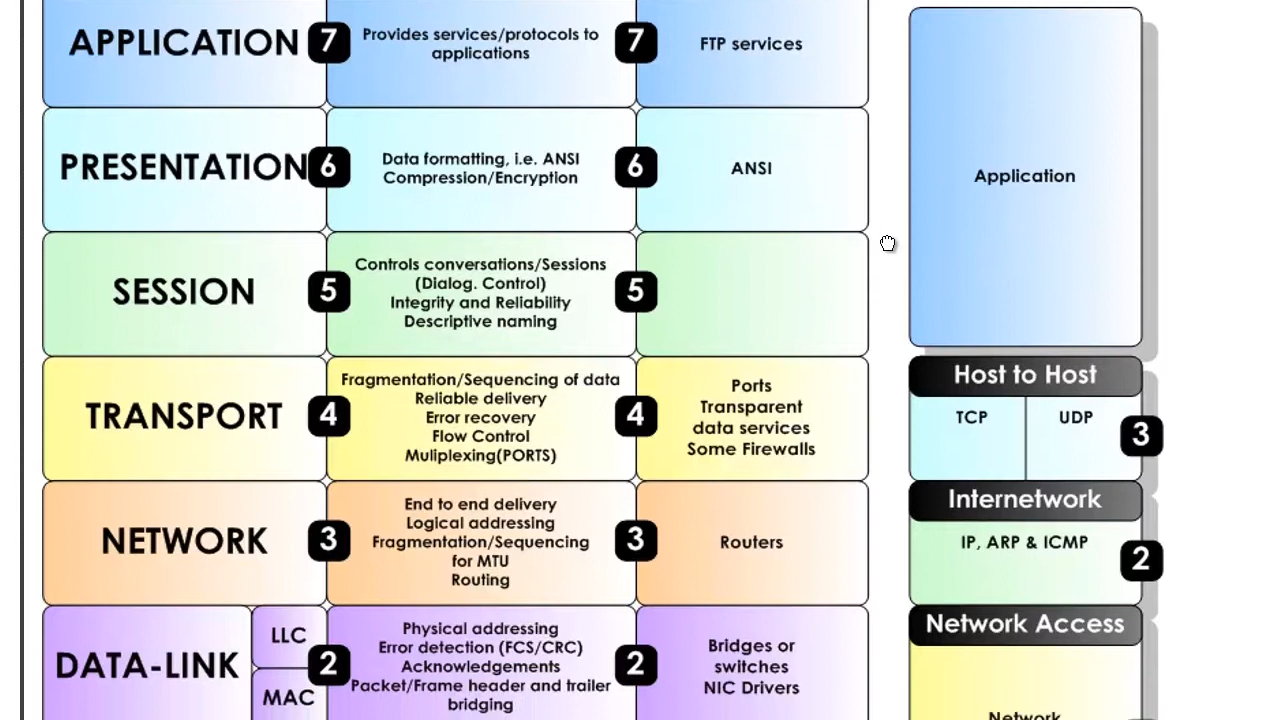 APPLICATION
7
Provides services/protocols to
applications
7
FTP services
PRESENTATION
6
Data formatting, i.e. ANSI
Compression/Encryption
6
ANSI
SESSION
5
Controls conversations/Sessions
(Dialog. Control)
Integrity and Reliability
Descriptive naming
5
TRANSPORT
4
Fragmentation/Sequencing of data
Reliable delivery
Error recovery
Flow Control
Muliplexing(PORTS)
4
Ports
Transparent
data services
Some Firewalls
NETWORK
3
End to end delivery
Logical addressing
Fragmentation/Sequencing
for MTU
Routing
3
Routers
DATA-LINK
LLC
MAC
2
Physical addressing
Error detection (FCS/CRC)
Acknowledgements
Packet/Frame header and trailer
bridging
2
Bridges or
switches
NIC Drivers
Application
Host to Host
TCP
UDP
3
Internetwork
IP, ARP & ICMP
2
Network Access
Network